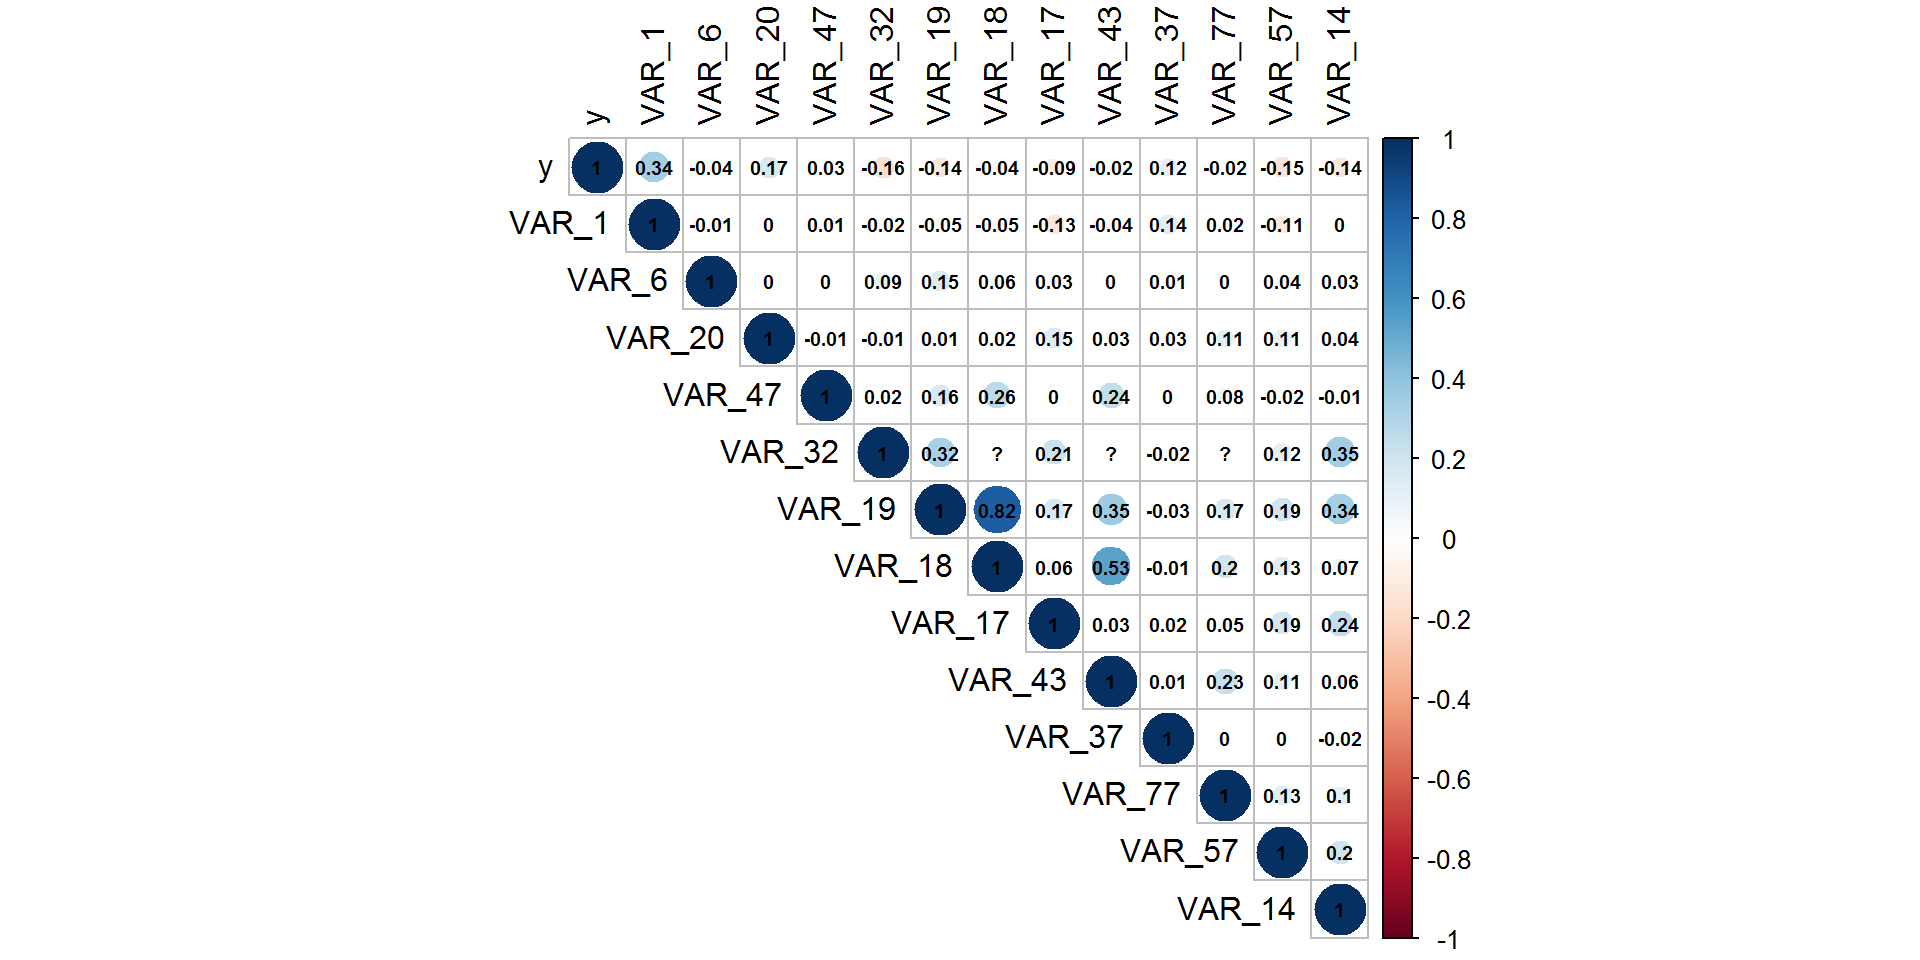 y VAR_1 VAR_6 VAR_20 VAR_47 VAR_32 VAR_19 VAR_18 VAR_17 VAR_43 VAR_37 VAR_77 VAR_57 VAR_14
y 1 0.34 -0.04 0.17 0.03 -0.16 -0.14 -0.04 -0.09 -0.02 0.12 -0.02 -0.15 -0.14
VAR_1 1 -0.01 0 0.01 -0.02 -0.05 -0.05 -0.13 -0.04 0.14 0.02 -0.11 0
VAR_6 1 0 0 0.09 0.15 0.06 0.03 0 0.01 0 0.04 0.03
VAR_20 1 -0.01 -0.01 0.01 0.02 0.15 0.03 0.03 0.11 0.11 0.04
VAR_47 1 0.02 0.16 0.26 0 0.24 0 0.08 -0.02 -0.01
VAR_32 1 0.32 ? 0.21 ? -0.02 ? 0.12 0.35
VAR_19 1 0.82 0.17 0.35 -0.03 0.17 0.19 0.34
VAR_18 1 0.06 0.53 -0.01 0.2 0.13 0.07
VAR_17 1 0.03 0.02 0.05 0.19 0.24
VAR_43 1 0.01 0.23 0.11 0.06
VAR_37 1 0 0 -0.02
VAR_77 1 0.13 0.1
VAR_57 1 0.2
VAR_14 1
1
0.8
0.6
0.4
0.2
0
-0.2
-0.4
-0.6
-0.8
-1